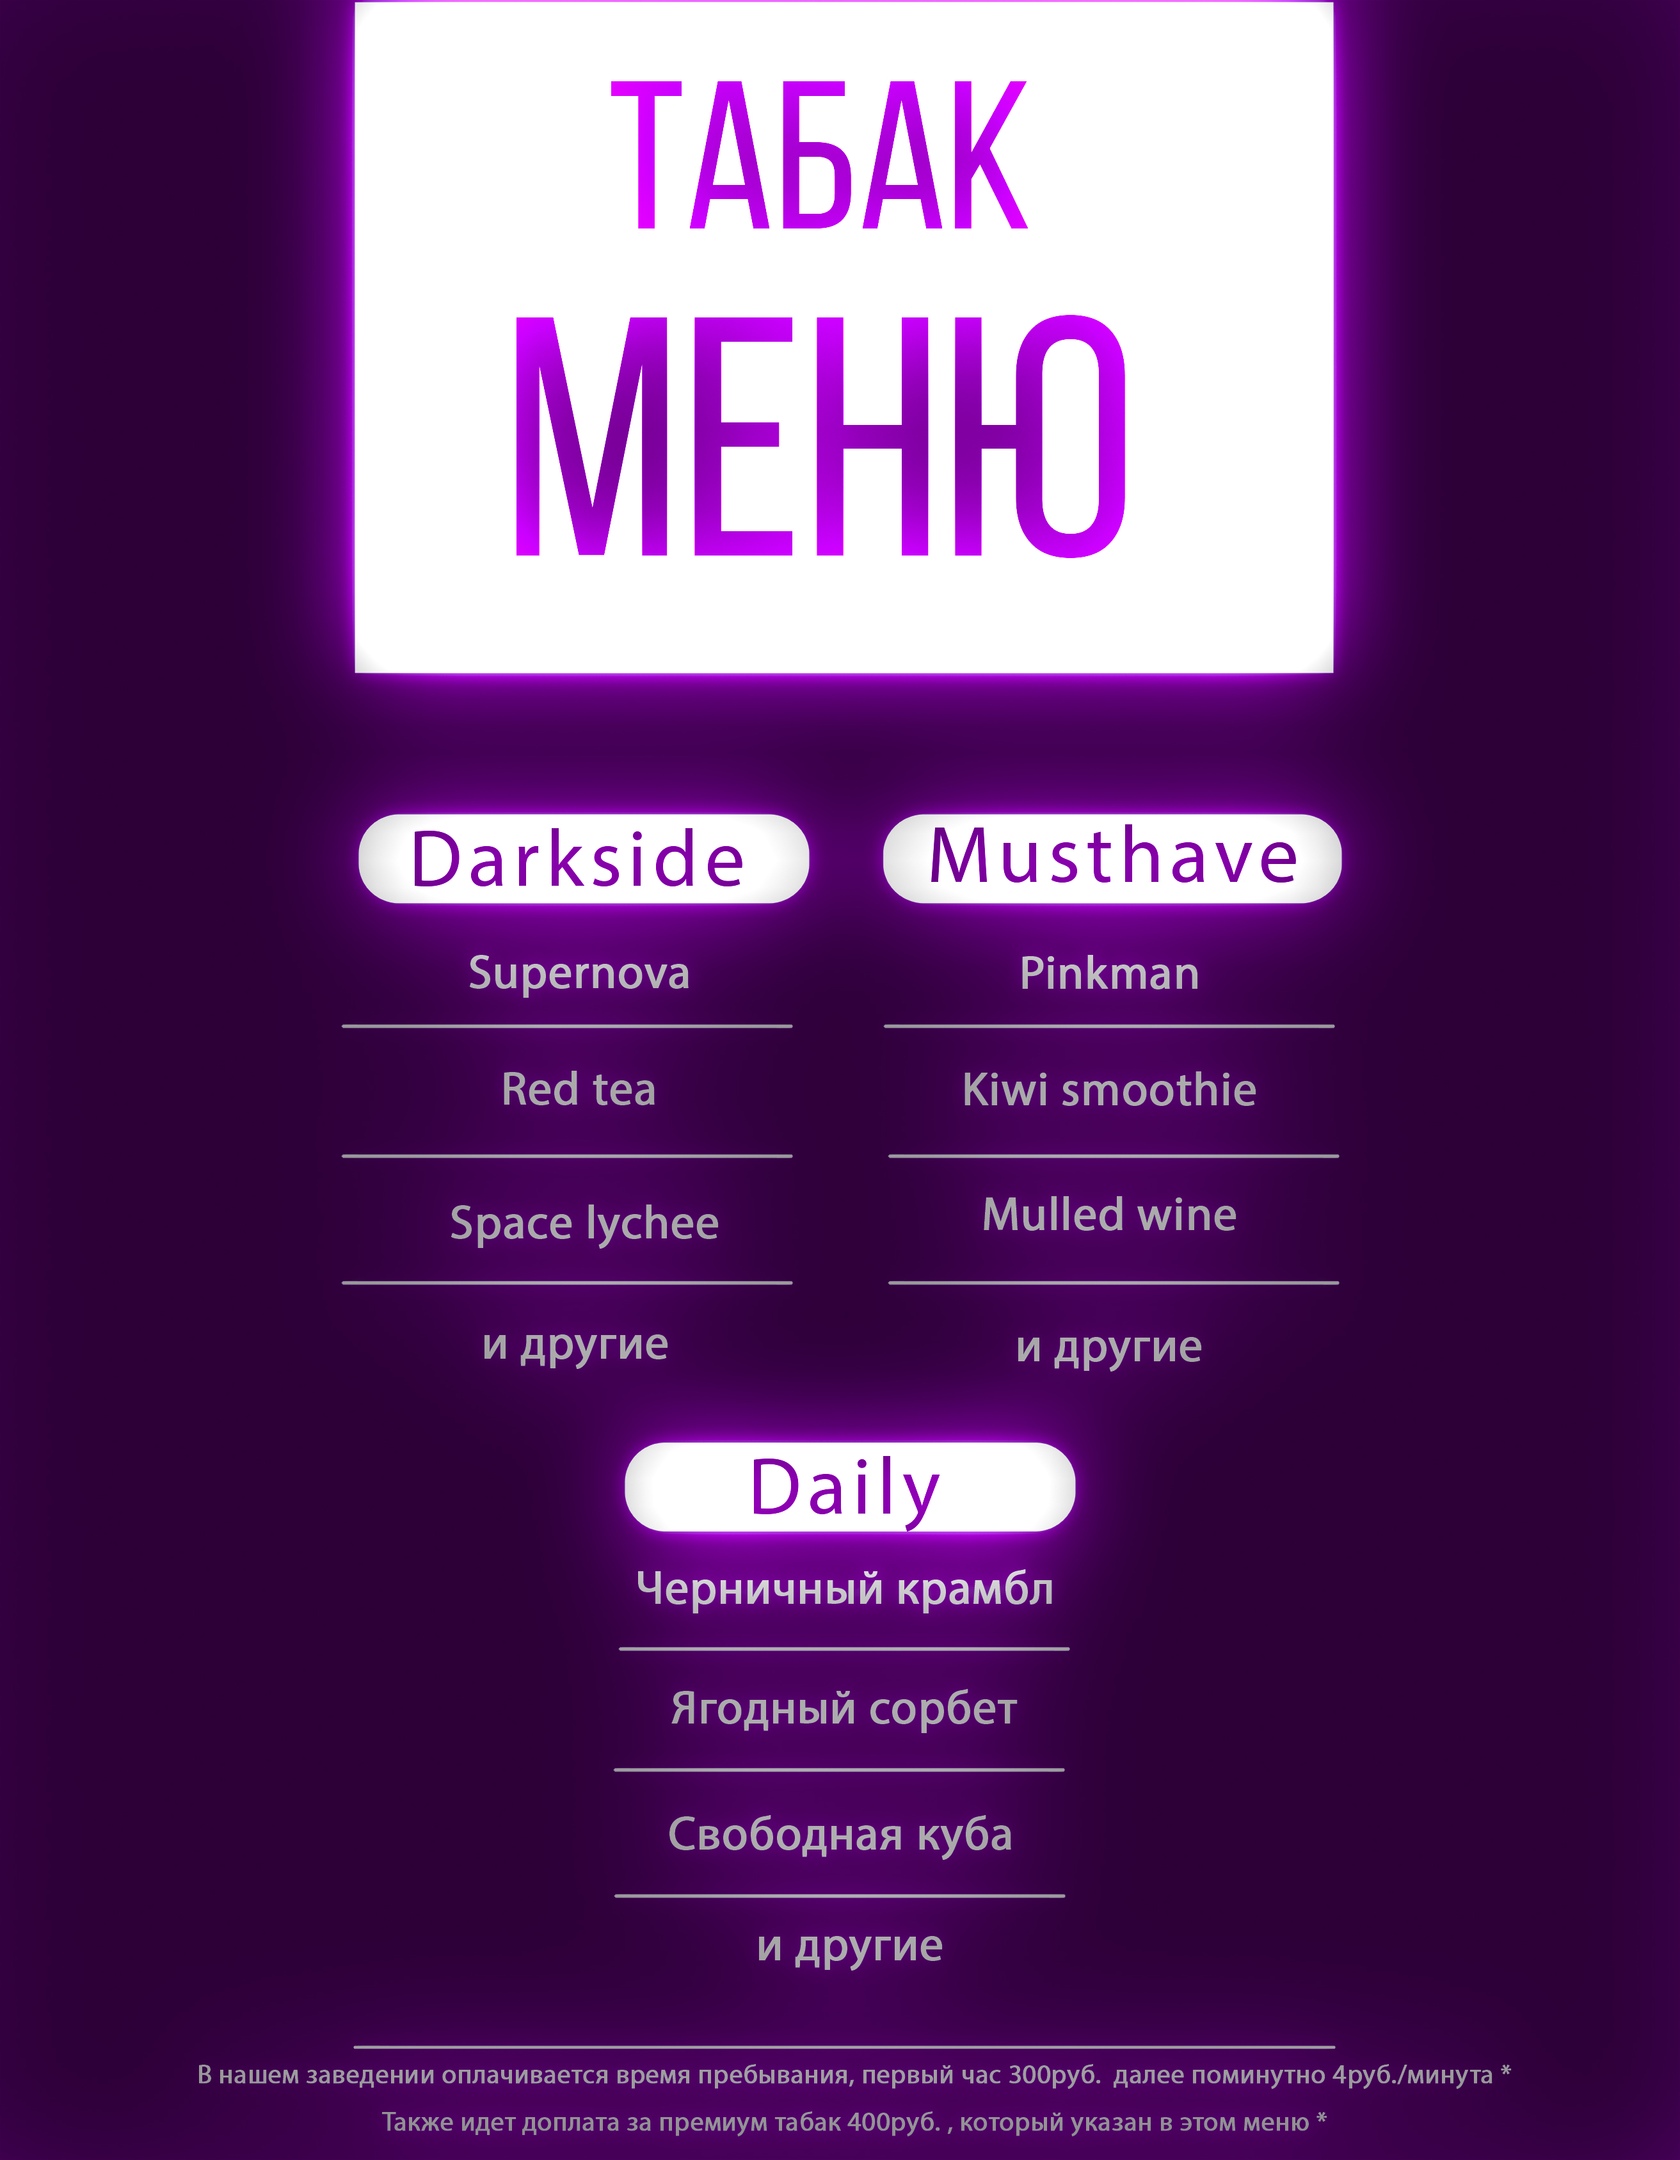 ТАБАК
МЕНЮ
Darkside
Supernova
Red tea
Space lychee
и другие
Musthave
Pinkman
Kiwi smoothie
Mulled wine
и другие
Daily
Черничный крамбл
Ягодный сорбет
Свободная куба
и другие
В нашем заведении оплачивается время пребывания, первый час 300руб. далее поминутно 4руб./минута *
Также идет доплата за премиум табак 400руб. , который указан в этом меню *